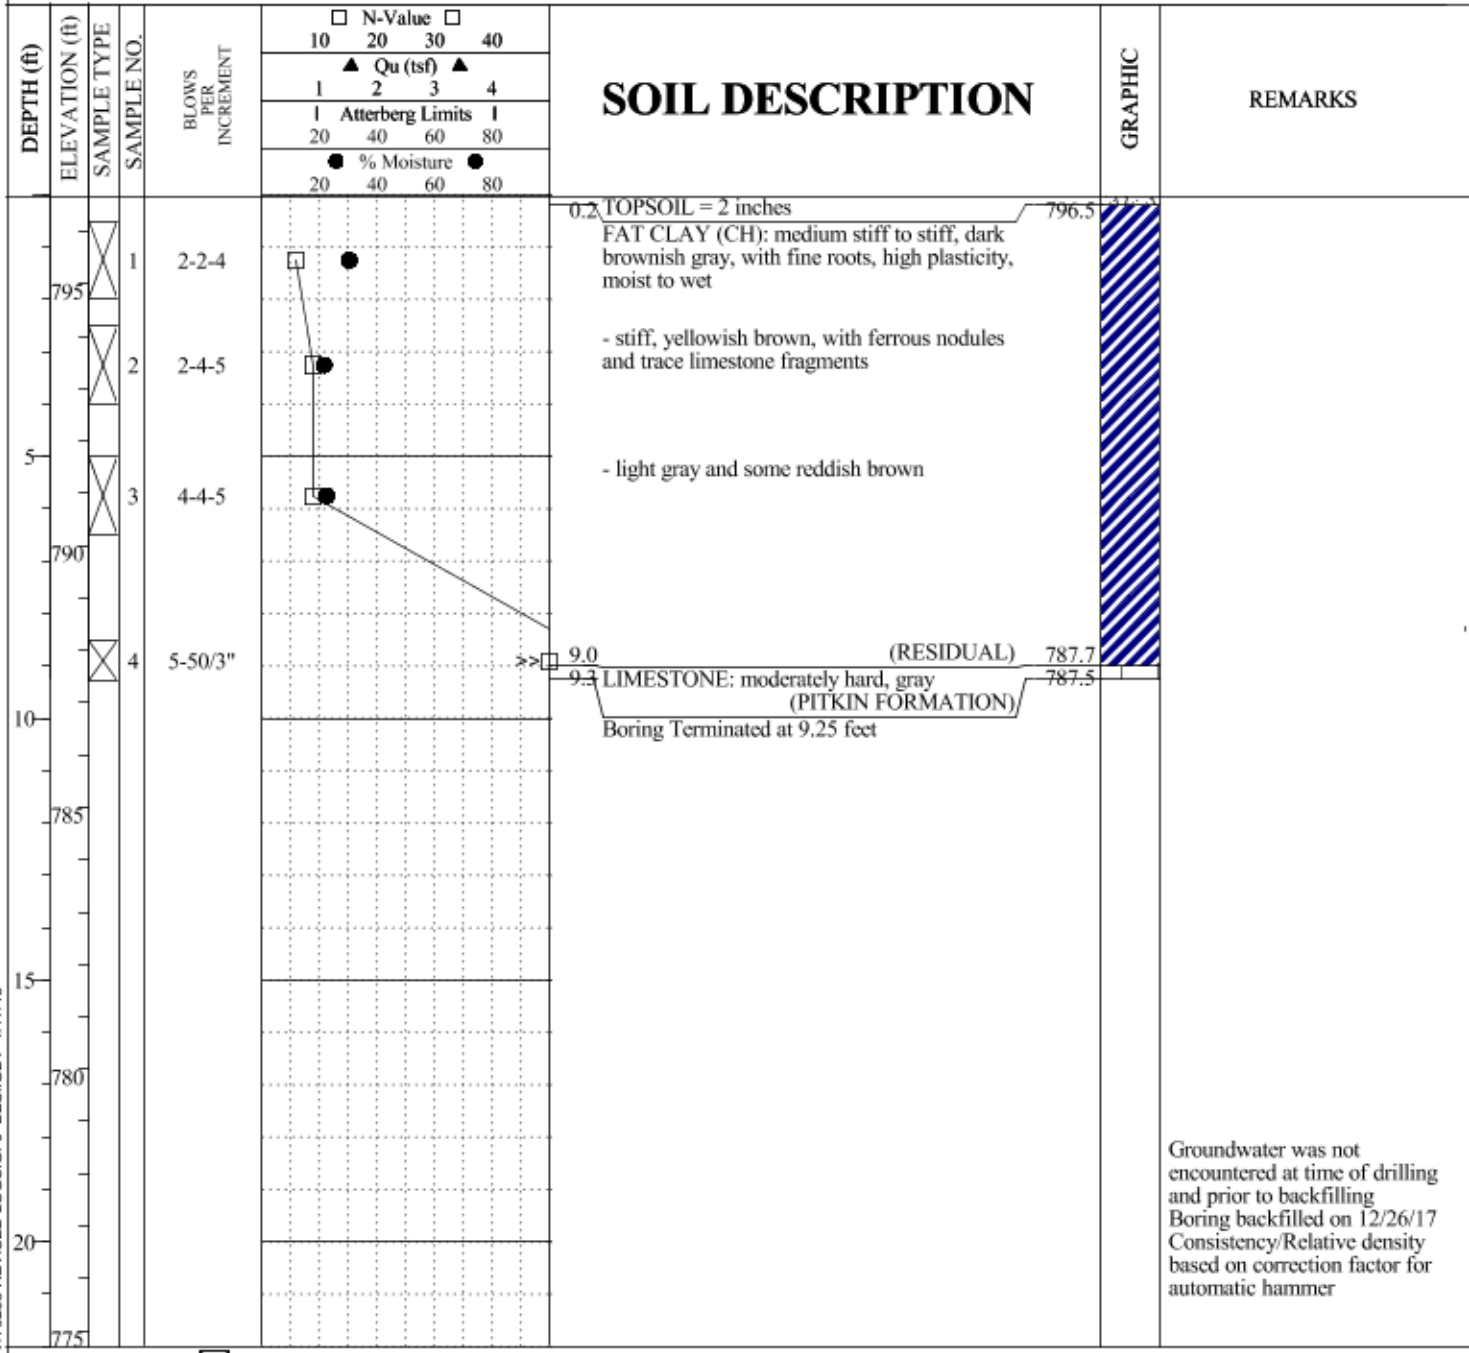 DEPTH (ft)
ELEVATION (ft)
SAMPLE TYPE
SAMPLE NO.
BLOWS
PER
INCREMENT
N-Value
10 20 30 40
Qu (tsf)
1 2 3 4
Atterberg Limits
20 40 60 80
% Moisture
20 40 60 80
SOIL DESCRIPTION
GRAPHIC
REMARKS
0.2 TOPSOIL = 2 inches 796.5
FAT CLAY (CH): medium stiff to stiff, dark
brownish gray, with fine roots, high plasticity,
moist to wet
1 2-2-4
795
- stiff, yellowish brown, with ferrous nodules
and trace limestone fragments
2 2-4-5
5
- light gray and some reddish brown
3 4-4-5
790
4 5-50/3" >> 9.0 (RESIDUAL) 787.7
9.3 LIMESTONE: moderately hard, gray 787.5
(PITKIN FORMATION)
10
Boring Terminated at 9.25 feet
785
15
780
Groundwater was not
encountered at time of drilling
and prior to backfilling
Boring backfilled on 12/26/17
20
Consistency/Relative density
based on correction factor for
automatic hammer
775